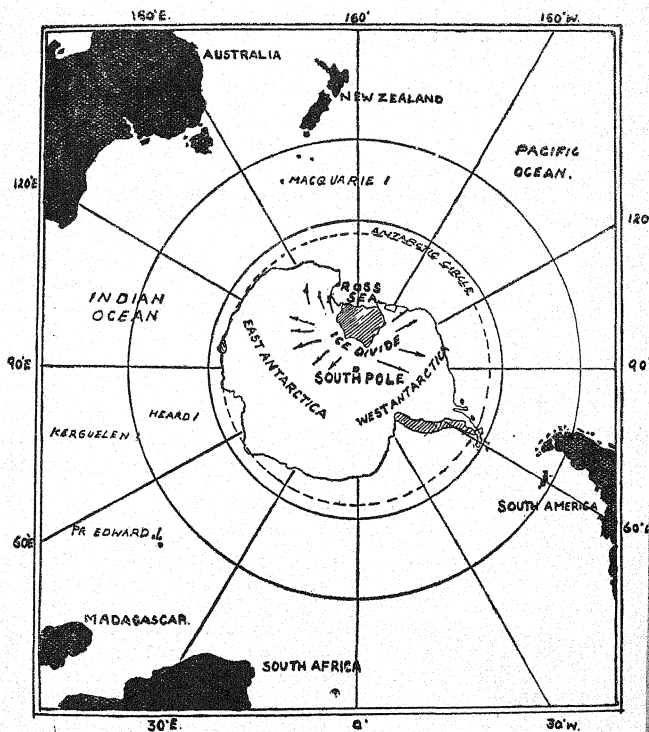 150°E.
180°
150°W.
AUSTRALIA
NEW ZEALAND
PACIFIC
OCEAN.
MACQUARIE I
120°E
120
ANTARCTIC CIRCLE
ROSS
SEA
INDIAN
OCEAN
ICE DIVIDE
EAST ANTARCTICA
WEST ANTARCTICA
SOUTH POLE
90°E
90°
HEARD I
KERGUELEN I
SOUTH AMERICA
PR EDWARD I.
60°E
60°
MADAGASCAR.
SOUTH AFRICA
30°E.
0°
30°W.